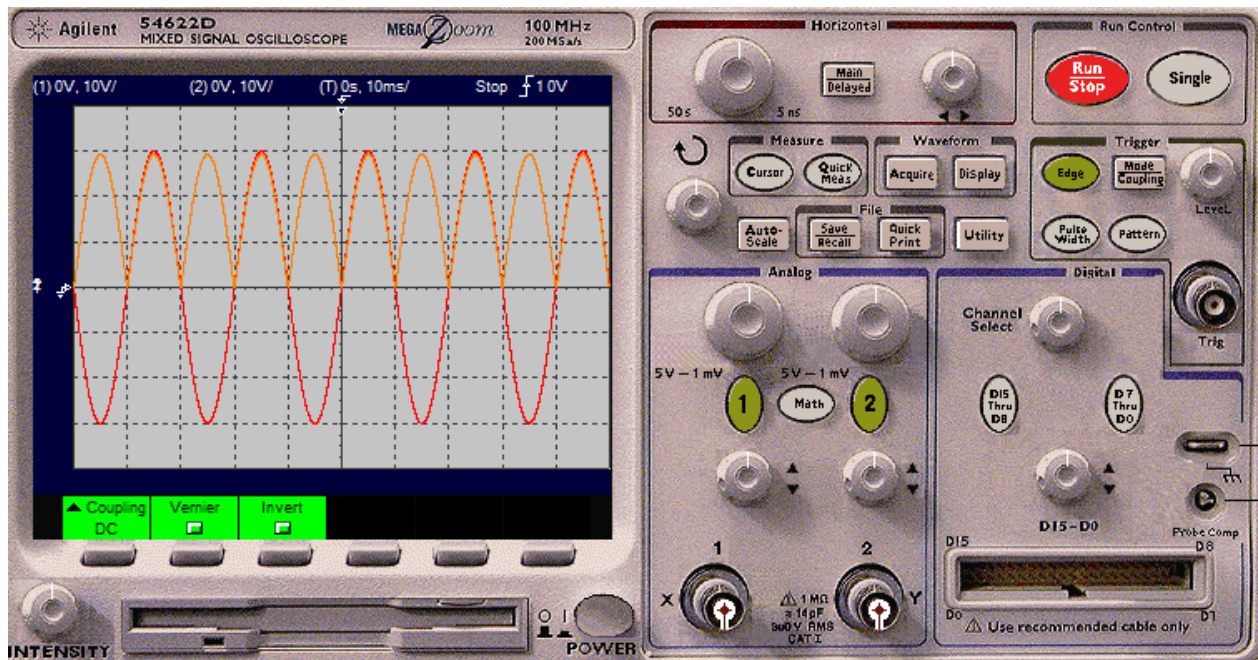 Agilent
54622D
MIXED SIGNAL OSCILLOSCOPE
MEGA Zoom
100 MHz
200 MSa/s
(1) 0V, 10V/ (2) 0V, 10V/ (T) 0s, 10ms/ Stop 1 0V
Coupling
DC
Vernier
Invert
INTENSITY
POWER
Horizontal
50 s
5 ns
Main
Delayed
Run Control
Run
Stop
Single
Measure
Cursor
Quick
Meas
Waveform
Acquire
Display
Trigger
Edge
Mode
Coupling
Level
Pulse
Width
Pattern
Trig
Auto-
Scale
File
Save
Recall
Quick
Print
Utility
Analog
5 V – 1 mV
5 V – 1 mV
1
Math
2
1
2
X
Y
1 MΩ
≈ 14 pF
300 V RMS
CAT I
Digital
Channel
Select
D15
Thru
D8
D7
Thru
D0
D15-D0
Probe Comp
D15
D8
D0
D1
Use recommended cable only